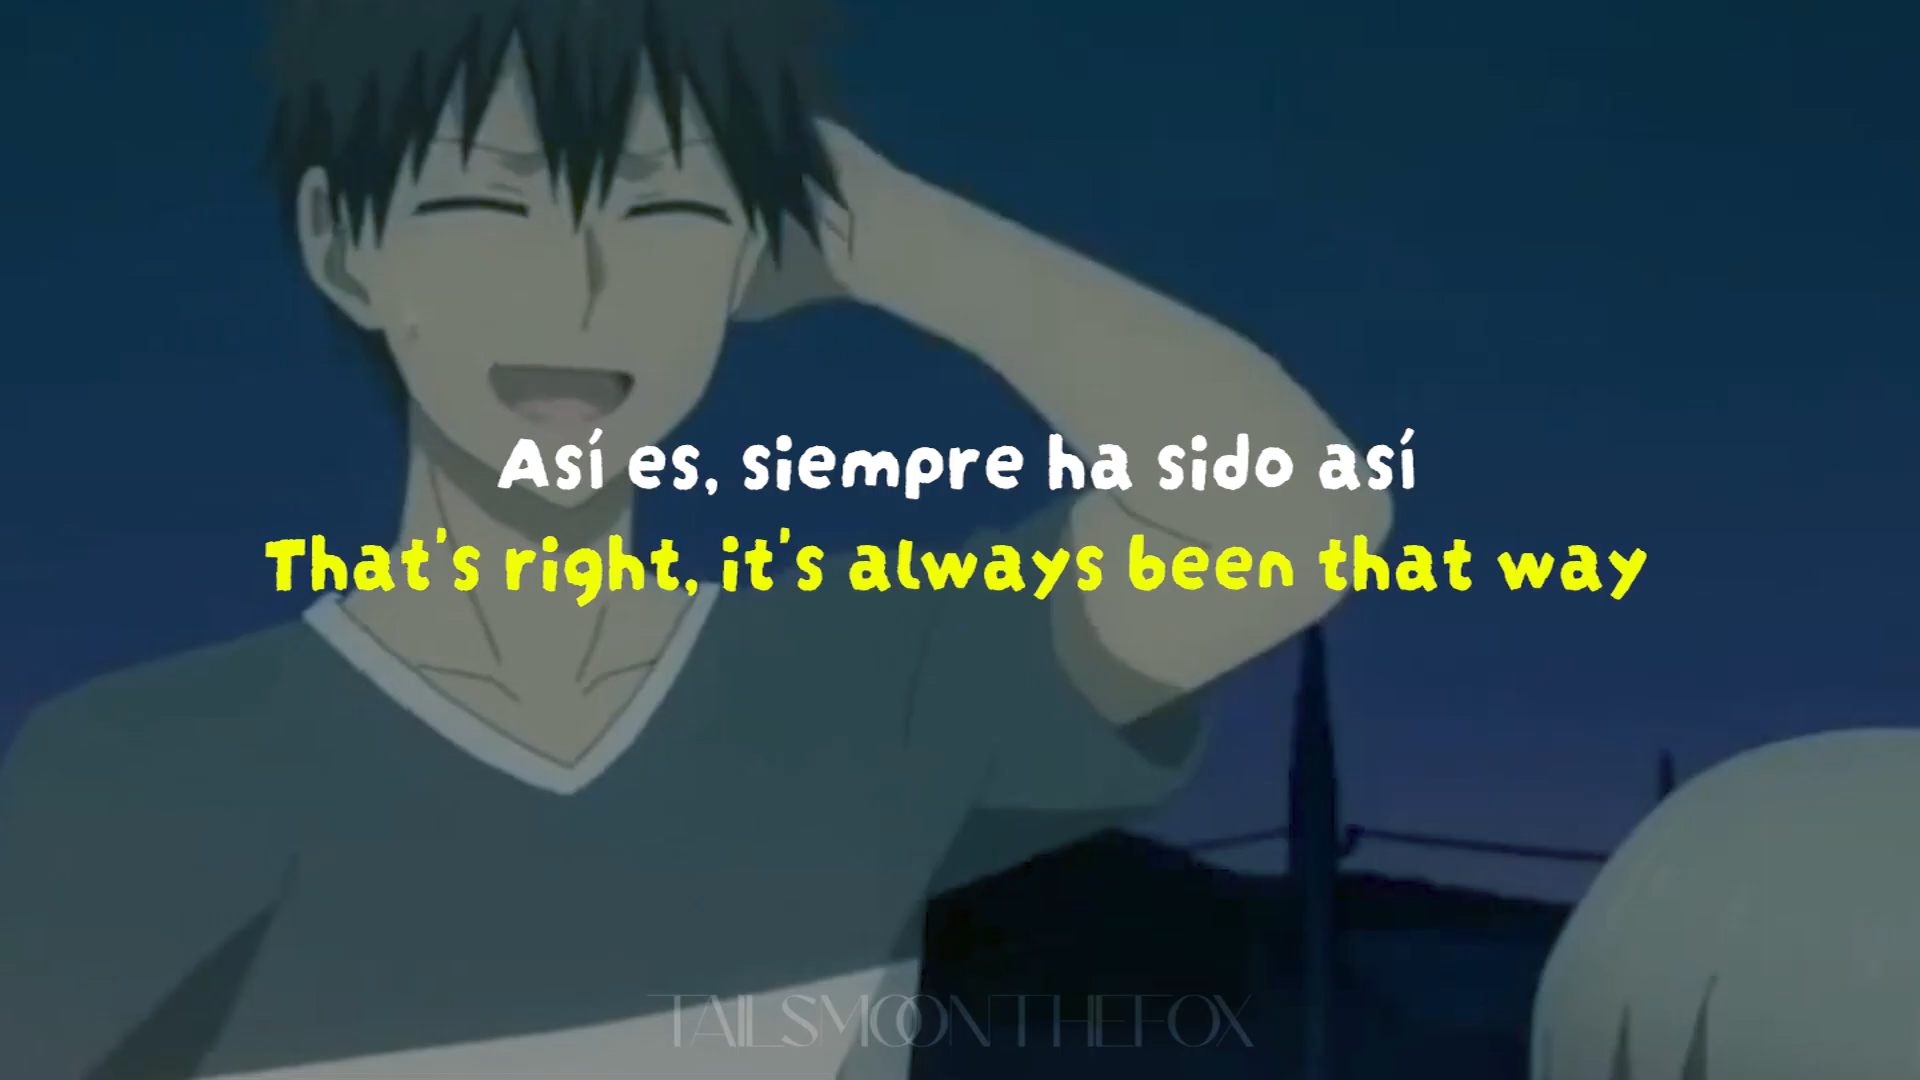 Así es, siempre ha sido así
That's right, it's always been that way
TAILSMOONTHEFOX